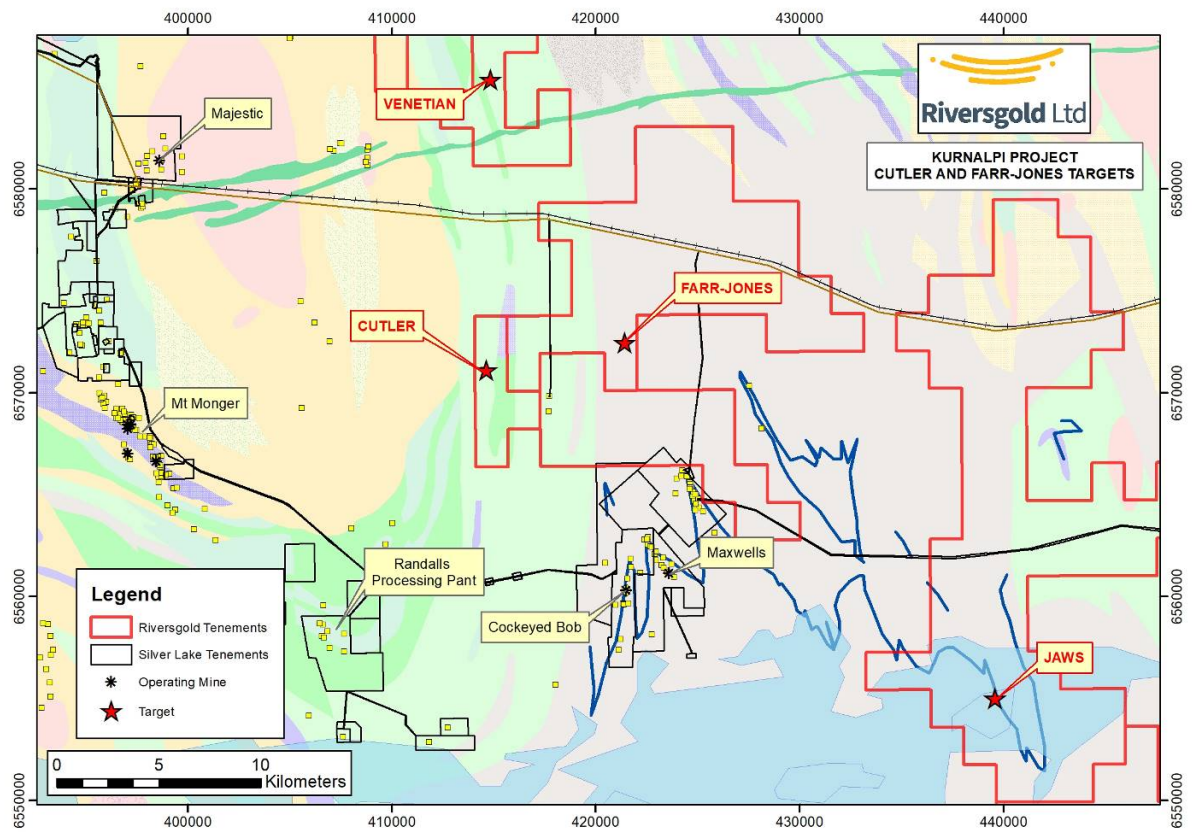 400000
410000
420000
430000
440000
Riversgold Ltd
KURNALPI PROJECT
CUTLER AND FARR-JONES TARGETS
VENETIAN
Majestic
6580000
6580000
FARR-JONES
CUTLER
6570000
6570000
Mt Monger
Randalls
Processing Pant
Maxwells
Cockeyed Bob
6560000
6560000
JAWS
Legend
Riversgold Tenements
Silver Lake Tenements
Operating Mine
Target
0 5 10
Kilometers
6550000
6550000
400000
410000
420000
430000
440000